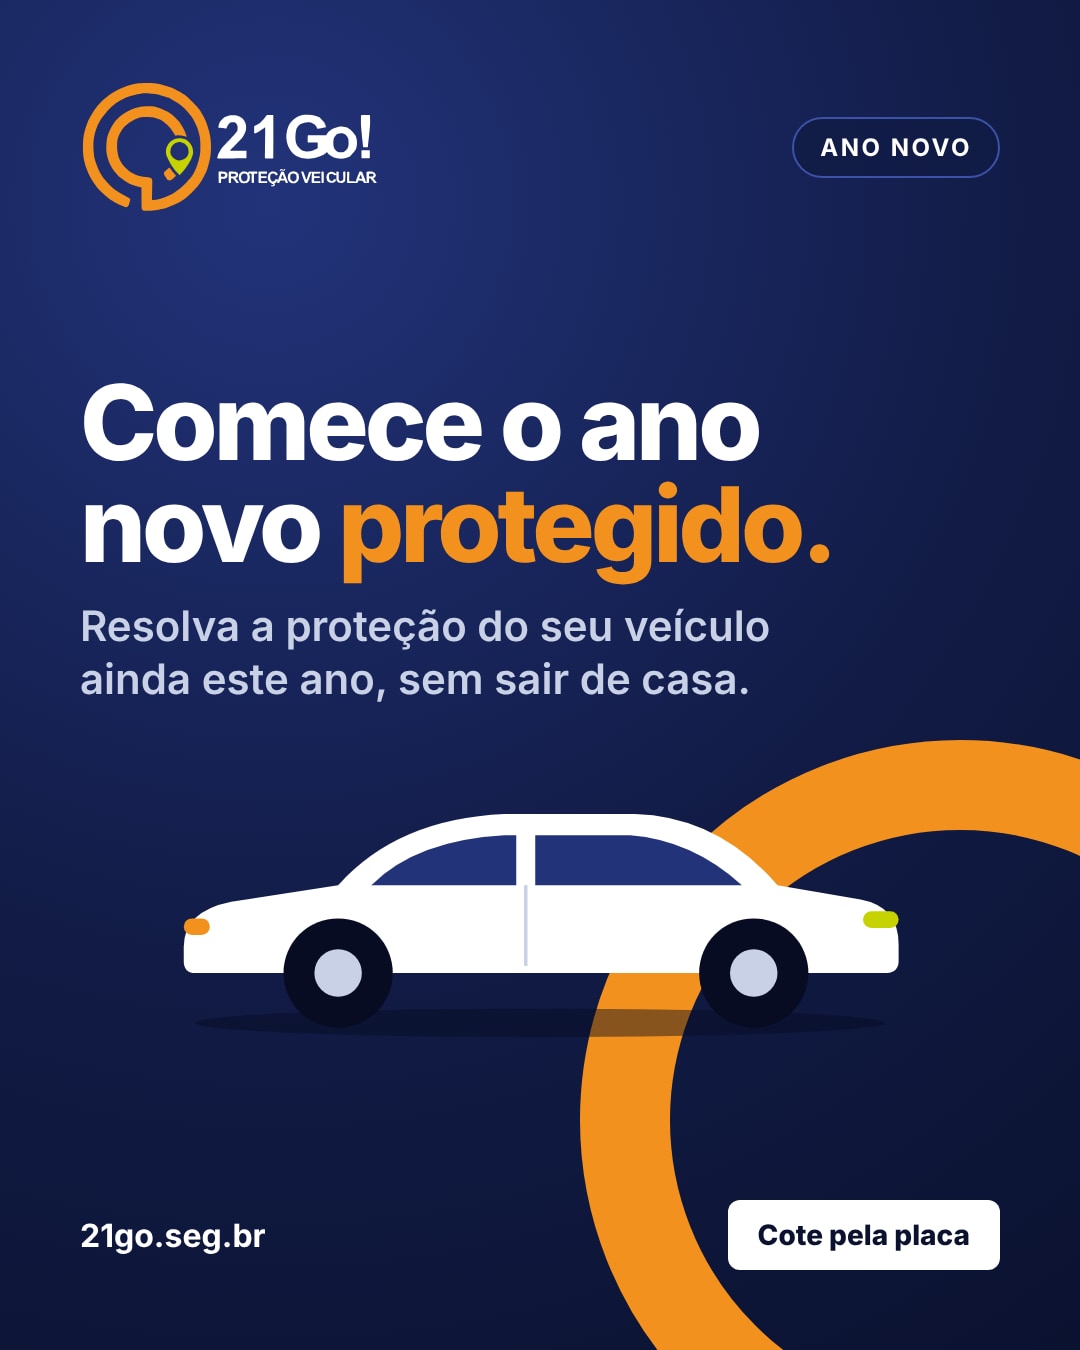 21Go!
PROTEÇÃO VEICULAR
ANO NOVO
Comece o ano
novo protegido.
Resolva a proteção do seu veículo
ainda este ano, sem sair de casa.
21go.seg.br
Cote pela placa